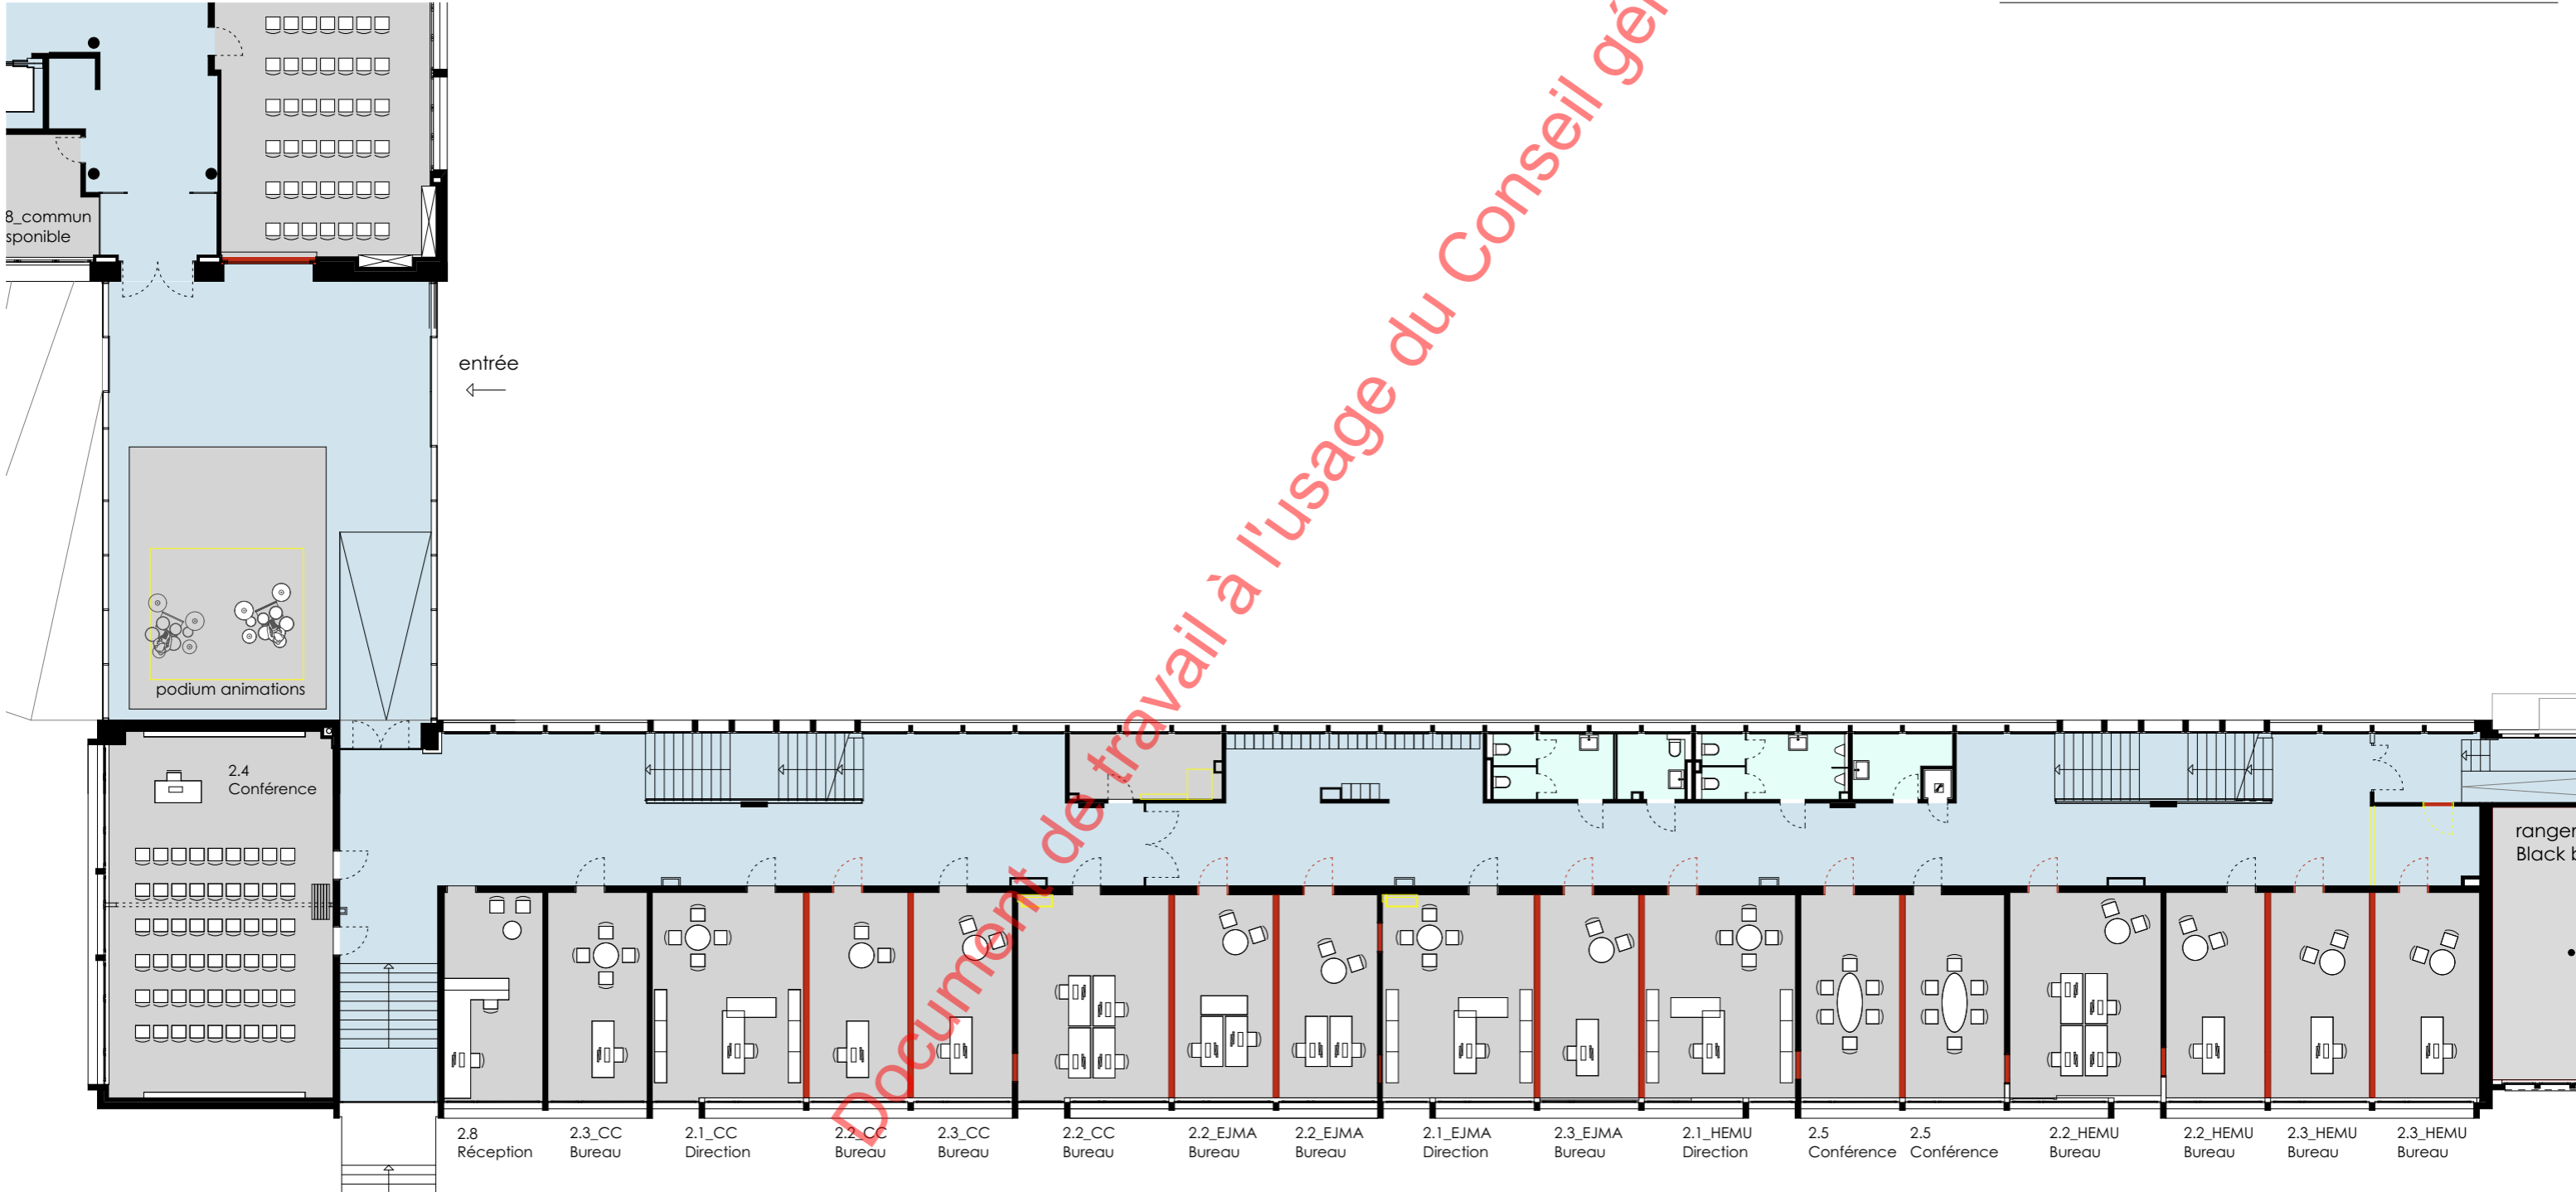 8_commun
sponible
entrée
podium animations
2.4
Conférence
Document de travail à l'usage du Conseil gé
ranger
Black b
2.8
Réception
2.3_CC
Bureau
2.1_CC
Direction
2.2_CC
Bureau
2.3_CC
Bureau
2.2_CC
Bureau
2.2_EJMA
Bureau
2.2_EJMA
Bureau
2.1_EJMA
Direction
2.3_EJMA
Bureau
2.1_HEMU
Direction
2.5
Conférence
2.5
Conférence
2.2_HEMU
Bureau
2.2_HEMU
Bureau
2.3_HEMU
Bureau
2.3_HEMU
Bureau